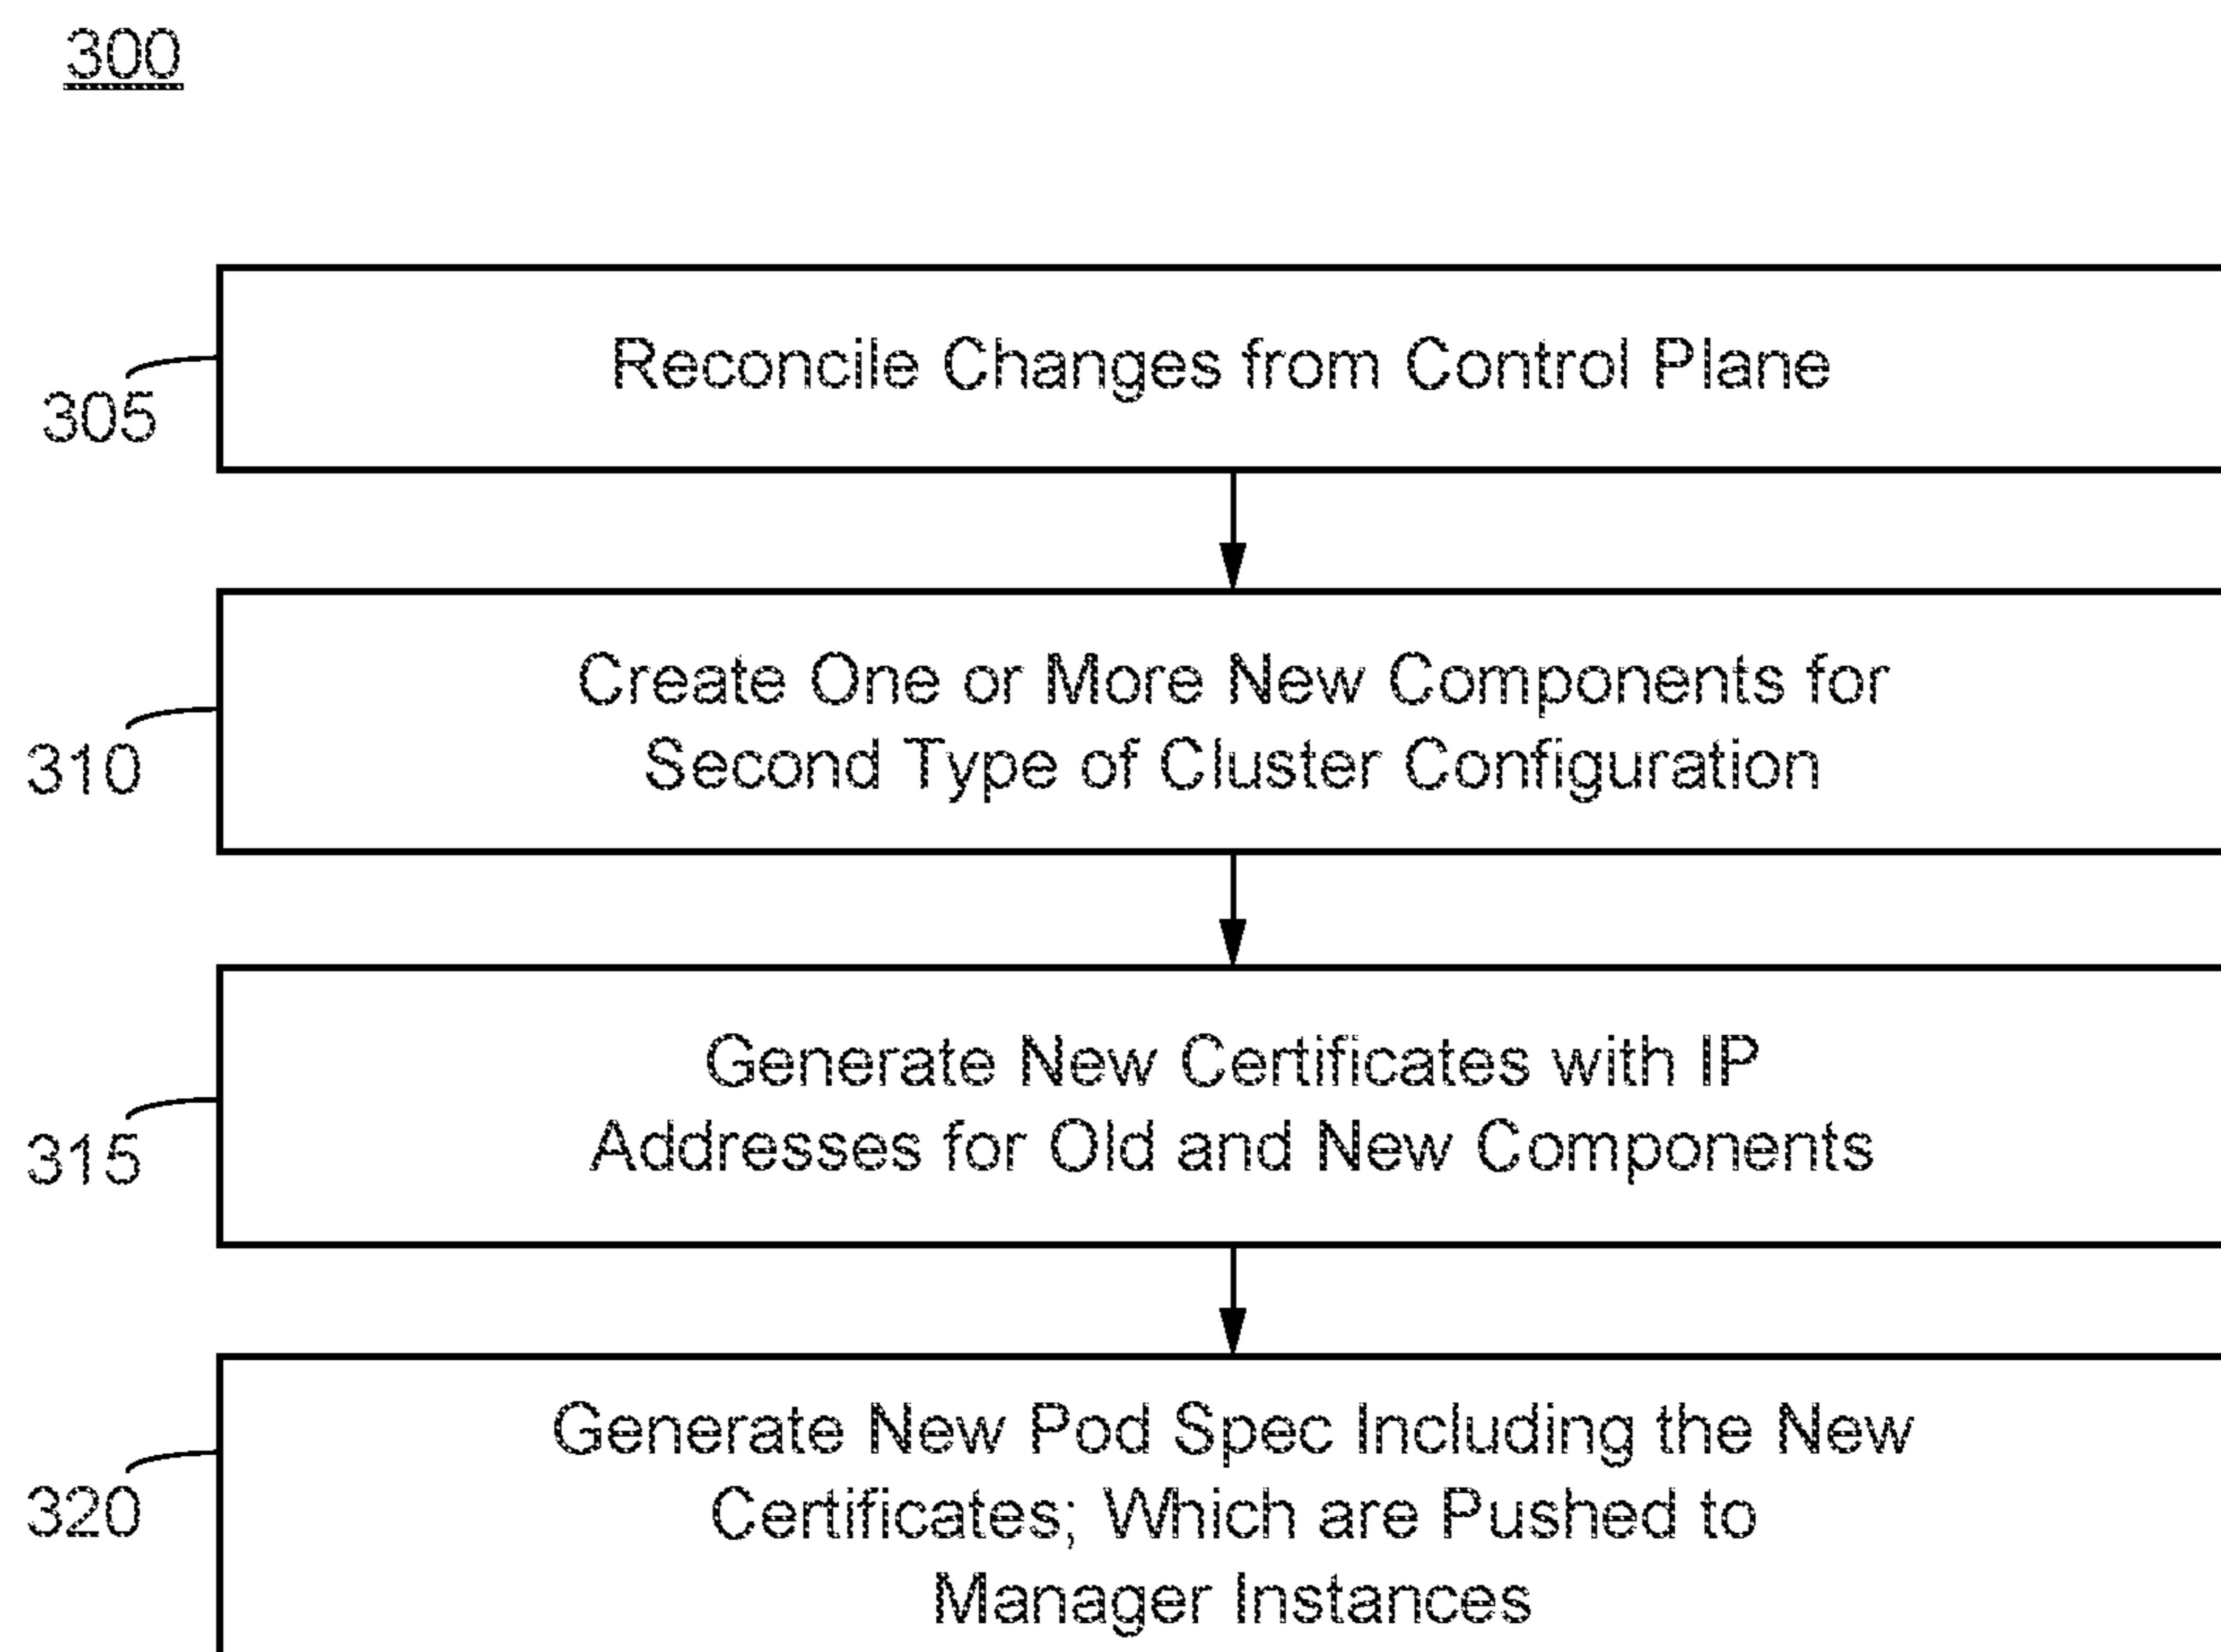 300
Reconcile Changes from Control Plane
305
Create One or More New Components for
Second Type of Cluster Configuration
310
Generate New Certificates with IP
Addresses for Old and New Components
315
Generate New Pod Spec Including the New
Certificates; Which are Pushed to
Manager Instances
320